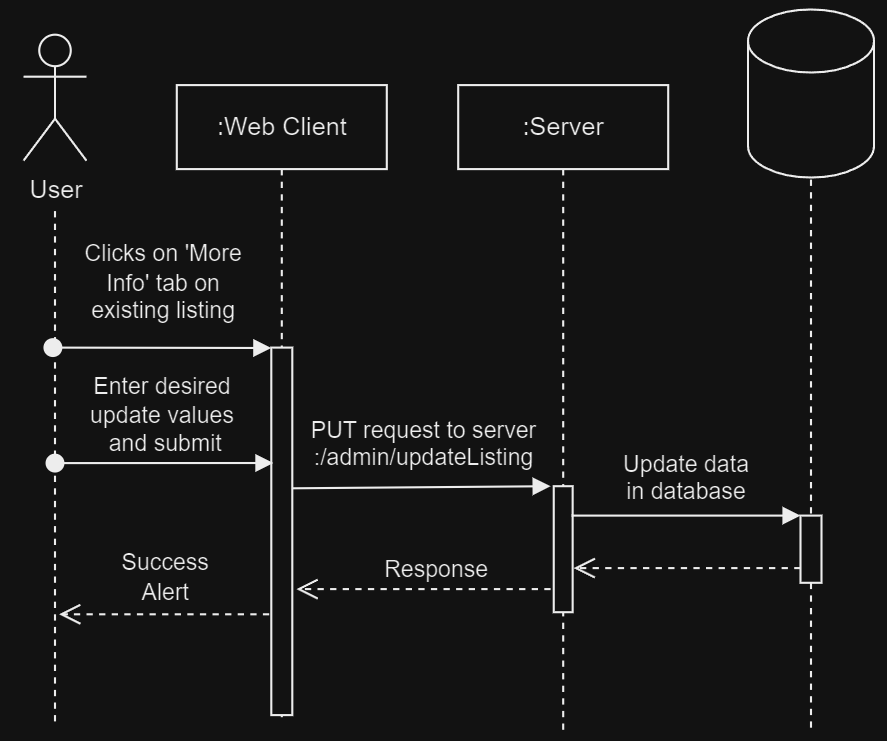 :Web Client
:Server
User
Clicks on 'More
Info' tab on
existing listing
Enter desired
update values
and submit
PUT request to server
:/admin/updateListing
Update data
in database
Success
Alert
Response